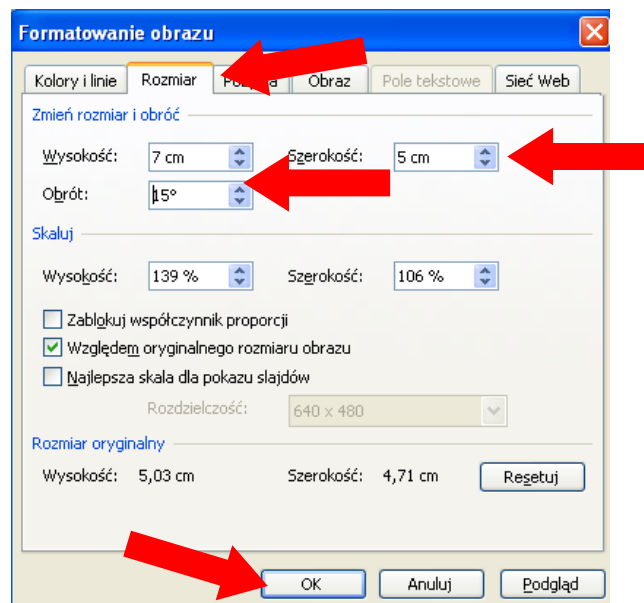 Formatowanie obrazu
Kolory i linie Rozmiar Obraz Pole tekstowe Sieć Web
Zmień rozmiar i obróć
Wysokość: 7 cm Szerokość: 5 cm
Obrót: 15°
Skaluj
Wysokość: 139 % Szerokość: 106 %
Zablokuj współczynnik proporcji
Względem oryginalnego rozmiaru obrazu
Najlepsza skala dla pokazu slajdów
Rozdzielczość: 640 x 480
Rozmiar oryginalny
Wysokość: 5,03 cm Szerokość: 4,71 cm Resetuj
OK Anuluj Podgląd